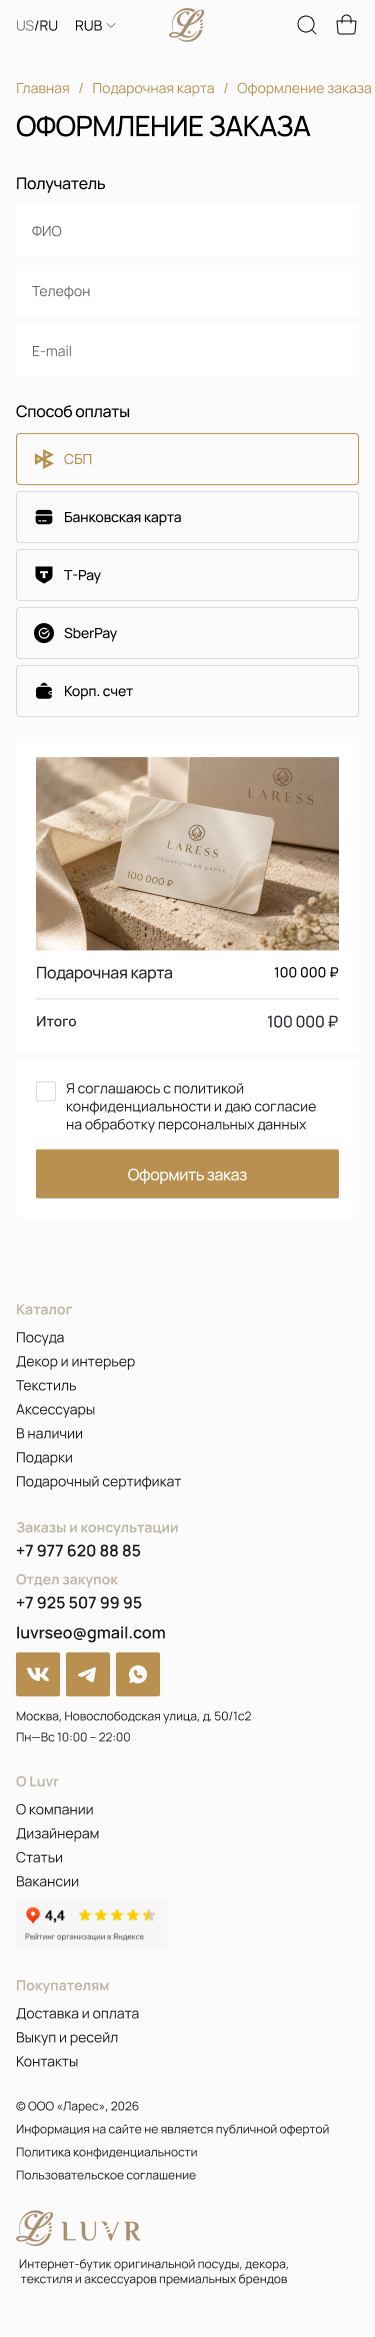 US/RU RUB
Главная / Подарочная карта / Оформление заказа
ОФОРМЛЕНИЕ ЗАКАЗА
Получатель
ФИО
Телефон
E-mail
Способ оплаты
СБП
Банковская карта
T-Pay
SberPay
Корп. счет
LARESS
LARESS
ПОДАРОЧНАЯ КАРТА
100 000 ₽
Подарочная карта 100 000 ₽
Итого 100 000 ₽
Я соглашаюсь с политикой
конфиденциальности и даю согласие
на обработку персональных данных
Оформить заказ
Каталог
Посуда
Декор и интерьер
Текстиль
Аксессуары
В наличии
Подарки
Подарочный сертификат
Заказы и консультации
+7 977 620 88 85
Отдел закупок
+7 925 507 99 95
luvrseo@gmail.com
Москва, Новослободская улица, д. 50/1с2
Пн—Вс 10:00 – 22:00
О Luvr
О компании
Дизайнерам
Статьи
Вакансии
4,4
Рейтинг организации в Яндексе
Покупателям
Доставка и оплата
Выкуп и ресейл
Контакты
© ООО «Ларес», 2026
Информация на сайте не является публичной офертой
Политика конфиденциальности
Пользовательское соглашение
LUVR
Интернет-бутик оригинальной посуды, декора,
текстиля и аксессуаров премиальных брендов